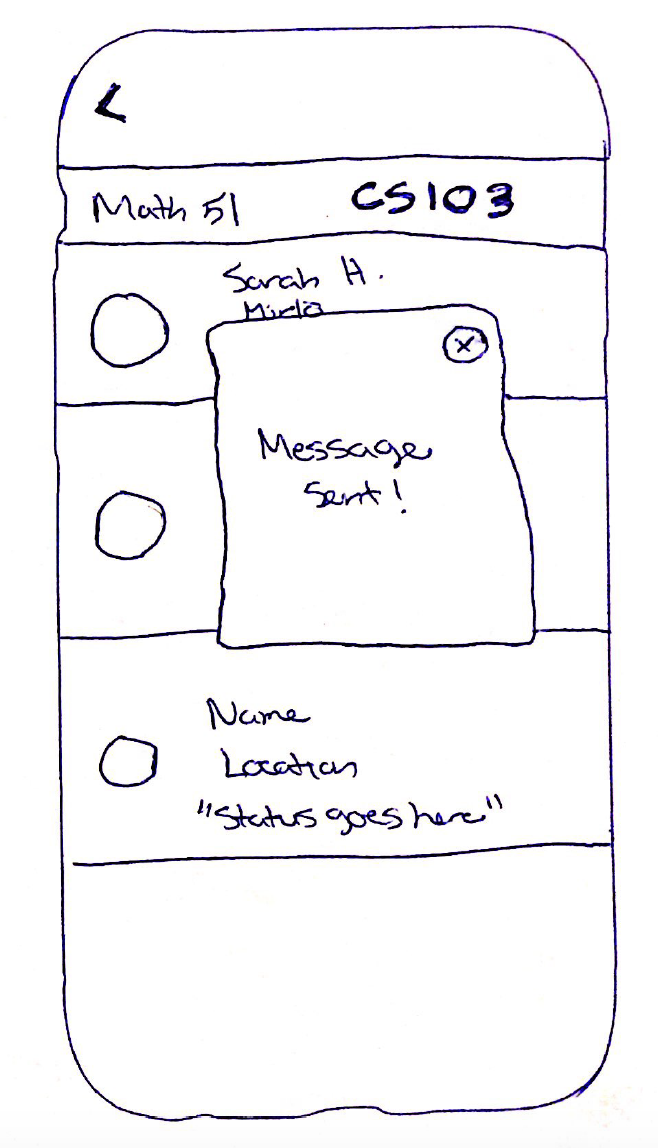 <
Math 51 CS103
Sarah H.
Message
Sent!
Name
Location
"Status goes here"